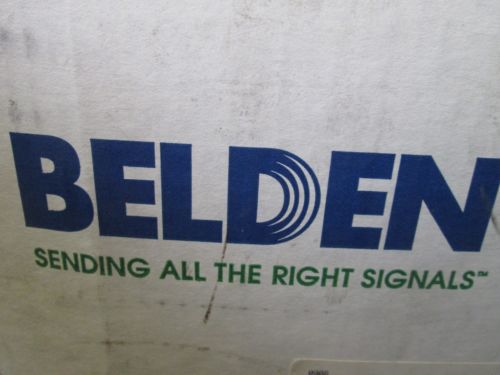 BELDEN
SENDING ALL THE RIGHT SIGNALS™